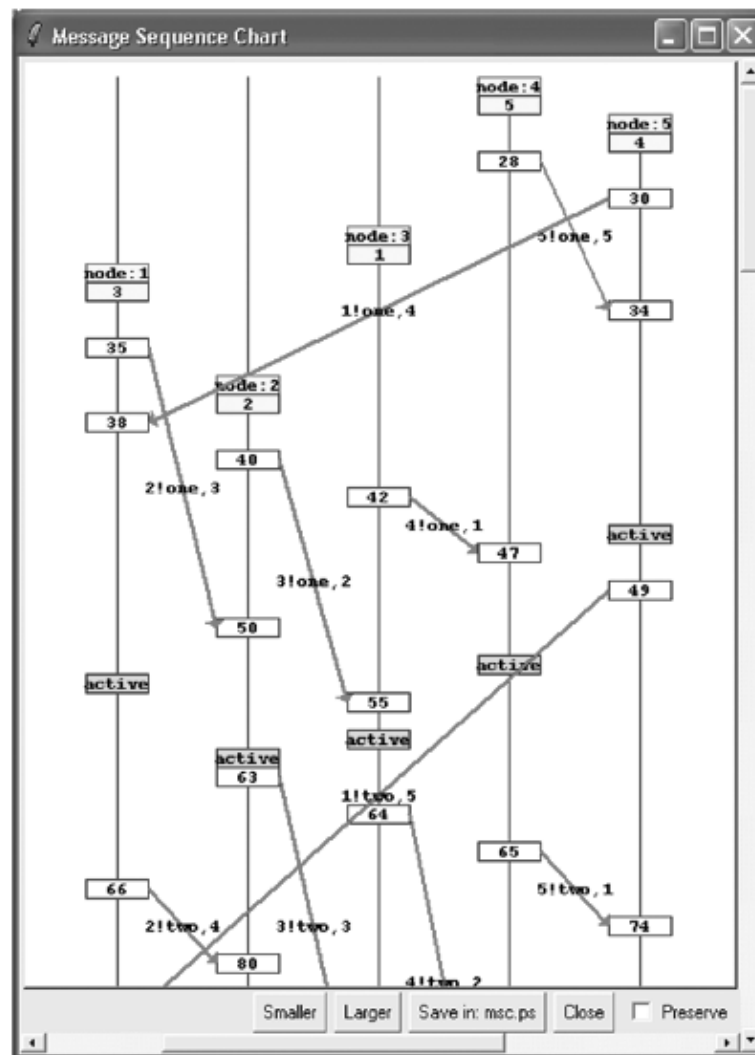 Message Sequence Chart
node:4
5
node:5
4
28
30
5!one,5
node:3
1
node:1
3
1!one,4
34
35
node:2
2
38
40
2!one,3
42
4!one,1
active
47
3!one,2
49
50
active
active
55
active
active
63
1!two,5
64
65
66
5!two,1
2!two,4
3!two,3
74
80
4!two,2
Smaller
Larger
Save in: msc.ps
Close
Preserve